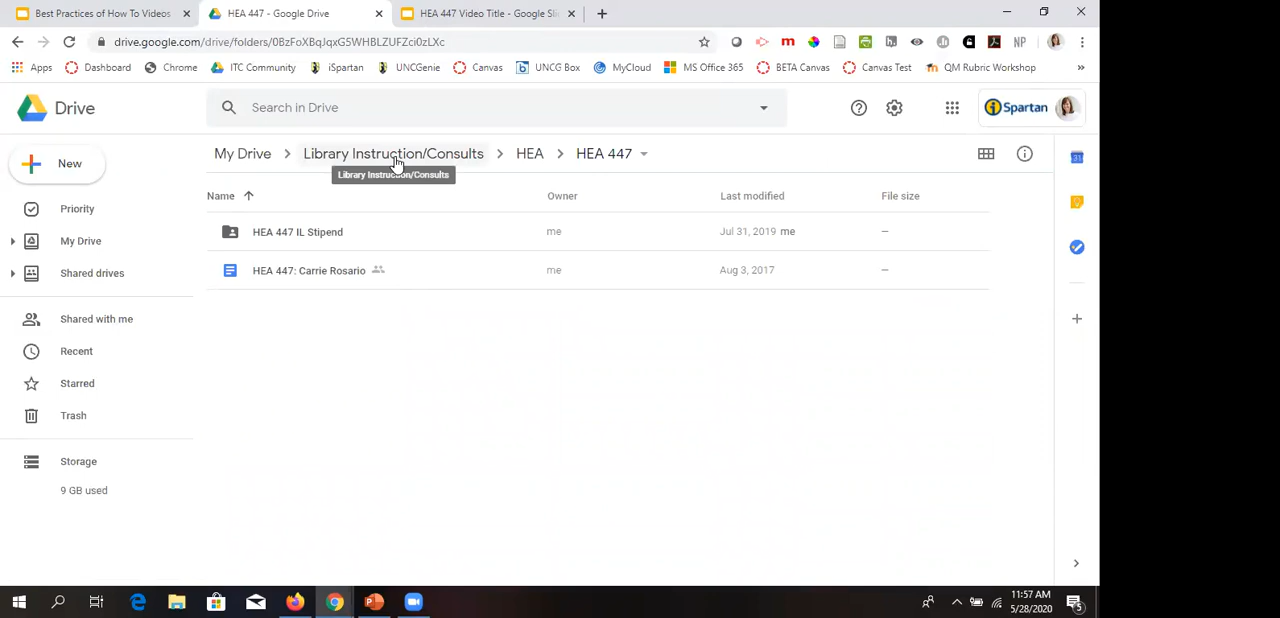 Best Practices of How To Videos
HEA 447 - Google Drive
HEA 447 Video Title - Google Sli
drive.google.com/drive/folders/0BzFoXBqJqxG5WHBLZUFZci0zLXc
Apps
Dashboard
Chrome
ITC Community
iSpartan
UNCGenie
Canvas
UNCG Box
MyCloud
MS Office 365
BETA Canvas
Canvas Test
QM Rubric Workshop
Drive
Search in Drive
iSpartan
New
My Drive > Library Instruction/Consults > HEA > HEA 447
Library Instruction/Consults
Name
Owner
Last modified
File size
HEA 447 IL Stipend
me
Jul 31, 2019 me
–
HEA 447: Carrie Rosario
me
Aug 3, 2017
–
Priority
My Drive
Shared drives
Shared with me
Recent
Starred
Trash
Storage
9 GB used
11:57 AM
5/28/2020
5